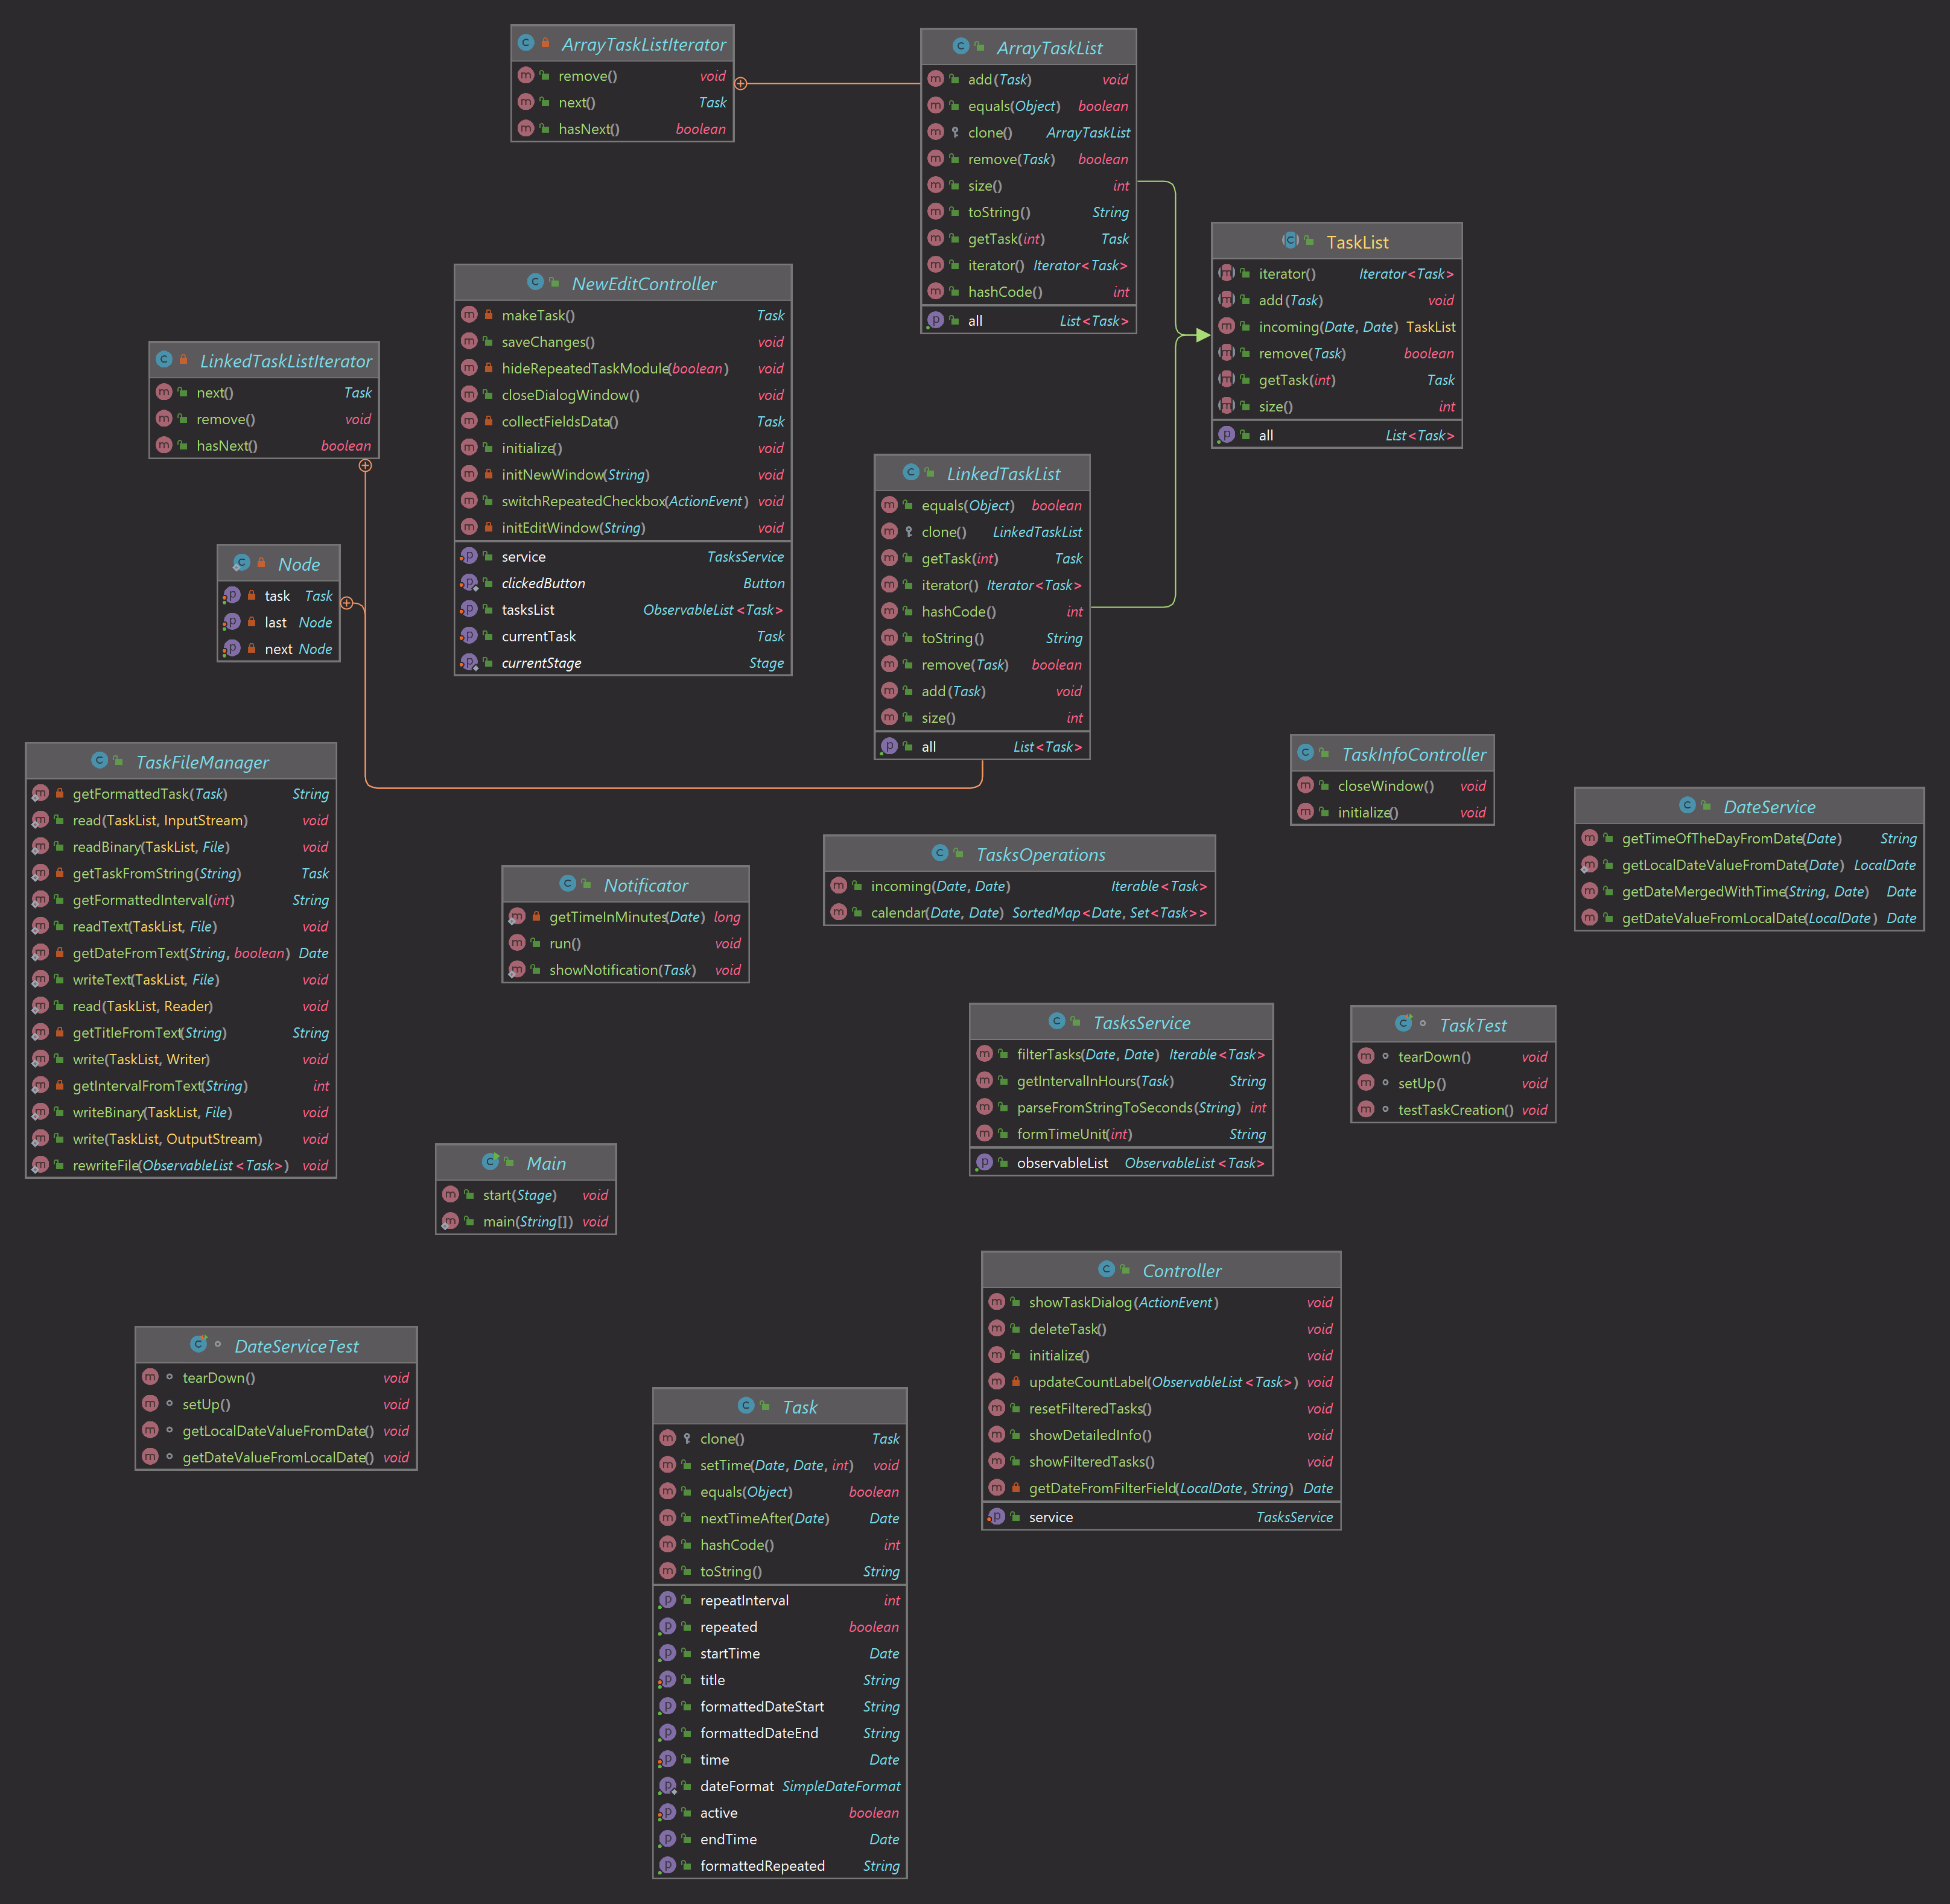 ArrayTaskListIterator
remove() void
next() Task
hasNext() boolean
ArrayTaskList
add(Task) void
equals(Object) boolean
clone() ArrayTaskList
remove(Task) boolean
size() int
toString() String
getTask(int) Task
iterator() Iterator<Task>
hashCode() int
all List<Task>
TaskList
iterator() Iterator<Task>
add(Task) void
incoming(Date, Date) TaskList
remove(Task) boolean
getTask(int) Task
size() int
all List<Task>
NewEditController
makeTask() Task
saveChanges() void
hideRepeatedTaskModule(boolean) void
closeDialogWindow() void
collectFieldsData() Task
initialize() void
initNewWindow(String) void
switchRepeatedCheckbox(ActionEvent) void
initEditWindow(String) void
service TasksService
clickedButton Button
tasksList ObservableList<Task>
currentTask Task
currentStage Stage
LinkedTaskListIterator
next() Task
remove() void
hasNext() boolean
LinkedTaskList
equals(Object) boolean
clone() LinkedTaskList
getTask(int) Task
iterator() Iterator<Task>
hashCode() int
toString() String
remove(Task) boolean
add(Task) void
size() int
all List<Task>
Node
task Task
last Node
next Node
TaskFileManager
getFormattedTask(Task) String
read(TaskList, InputStream) void
readBinary(TaskList, File) void
getTaskFromString(String) Task
getFormattedInterval(int) String
readText(TaskList, File) void
getDateFromText(String, boolean) Date
writeText(TaskList, File) void
read(TaskList, Reader) void
getTitleFromText(String) String
write(TaskList, Writer) void
getIntervalFromText(String) int
writeBinary(TaskList, File) void
write(TaskList, OutputStream) void
rewriteFile(ObservableList<Task>) void
TaskInfoController
closeWindow() void
initialize() void
DateService
getTimeOfTheDayFromDate(Date) String
getLocalDateValueFromDate(Date) LocalDate
getDateMergedWithTime(String, Date) Date
getDateValueFromLocalDate(LocalDate) Date
TasksOperations
incoming(Date, Date) Iterable<Task>
calendar(Date, Date) SortedMap<Date, Set<Task>>
Notificator
getTimeInMinutes(Date) long
run() void
showNotification(Task) void
TasksService
filterTasks(Date, Date) Iterable<Task>
getIntervalInHours(Task) String
parseFromStringToSeconds(String) int
formTimeUnit(int) String
observableList ObservableList<Task>
TaskTest
tearDown() void
setUp() void
testTaskCreation() void
Main
start(Stage) void
main(String[]) void
Controller
showTaskDialog(ActionEvent) void
deleteTask() void
initialize() void
updateCountLabel(ObservableList<Task>) void
resetFilteredTasks() void
showDetailedInfo() void
showFilteredTasks() void
getDateFromFilterField(LocalDate, String) Date
service TasksService
DateServiceTest
tearDown() void
setUp() void
getLocalDateValueFromDate() void
getDateValueFromLocalDate() void
Task
clone() Task
setTime(Date, Date, int) void
equals(Object) boolean
nextTimeAfter(Date) Date
hashCode() int
toString() String
repeatInterval int
repeated boolean
startTime Date
title String
formattedDateStart String
formattedDateEnd String
time Date
dateFormat SimpleDateFormat
active boolean
endTime Date
formattedRepeated String